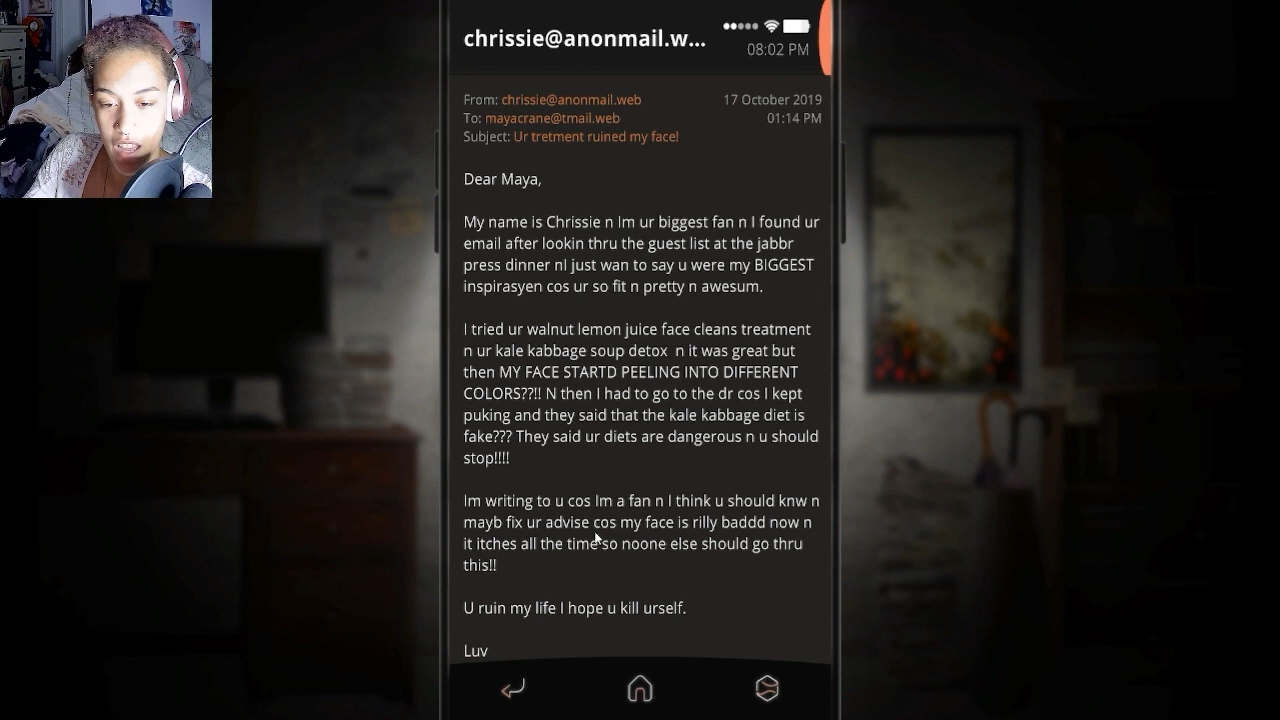 chrissie@anonmail.w...
08:02 PM
From: chrissie@anonmail.web
17 October 2019
To: mayacrane@tmail.web
01:14 PM
Subject: Ur tretment ruined my face!
Dear Maya,
My name is Chrissie n Im ur biggest fan n I found ur
email after lookin thru the guest list at the jabbr
press dinner nI just wan to say u were my BIGGEST
inspirasyen cos ur so fit n pretty n awesum.
I tried ur walnut lemon juice face cleans treatment
n ur kale kabbage soup detox n it was great but
then MY FACE STARTD PEELING INTO DIFFERENT
COLORS??!! N then I had to go to the dr cos I kept
puking and they said that the kale kabbage diet is
fake??? They said ur diets are dangerous n u should
stop!!!!
Im writing to u cos Im a fan n I think u should knw n
mayb fix ur advise cos my face is rilly baddd now n
it itches all the time so noone else should go thru
this!!
U ruin my life I hope u kill urself.
Luv